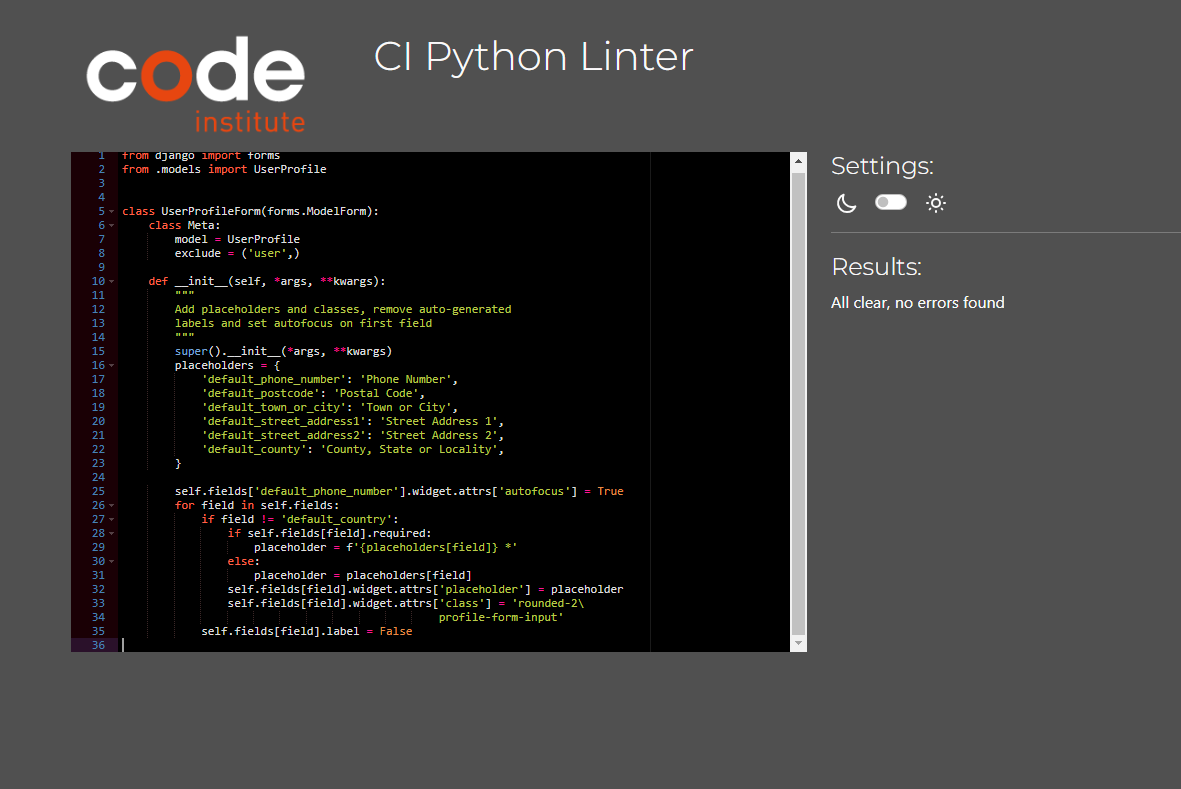 code
institute
CI Python Linter
1 from django import forms
2 from .models import UserProfile
3
4
5 class UserProfileForm(forms.ModelForm):
6     class Meta:
7         model = UserProfile
8         exclude = ('user',)
9
10     def __init__(self, *args, **kwargs):
11         """
12         Add placeholders and classes, remove auto-generated
13         labels and set autofocus on first field
14         """
15         super().__init__(*args, **kwargs)
16         placeholders = {
17             'default_phone_number': 'Phone Number',
18             'default_postcode': 'Postal Code',
19             'default_town_or_city': 'Town or City',
20             'default_street_address1': 'Street Address 1',
21             'default_street_address2': 'Street Address 2',
22             'default_county': 'County, State or Locality',
23         }
24
25         self.fields['default_phone_number'].widget.attrs['autofocus'] = True
26         for field in self.fields:
27             if field != 'default_country':
28                 if self.fields[field].required:
29                     placeholder = f'{placeholders[field]} *'
30                 else:
31                     placeholder = placeholders[field]
32                 self.fields[field].widget.attrs['placeholder'] = placeholder
33                 self.fields[field].widget.attrs['class'] = 'rounded-2\
34                                                 profile-form-input'
35             self.fields[field].label = False
36
Settings:
Results:
All clear, no errors found